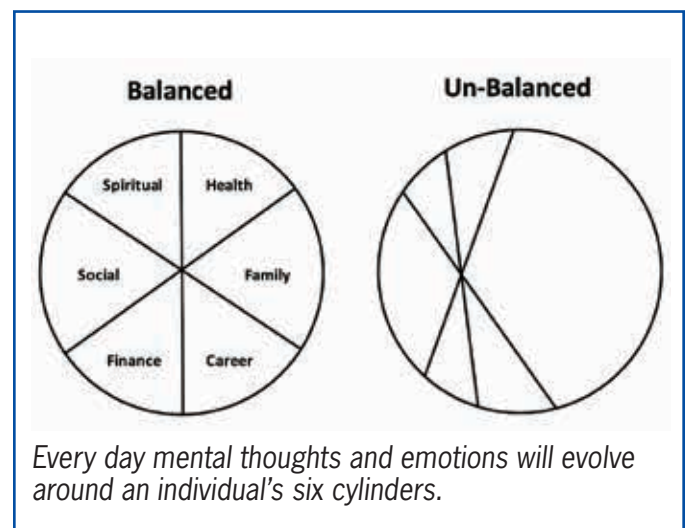 Balanced
Un-Balanced
Spiritual
Health
Social
Family
Finance
Career
Every day mental thoughts and emotions will evolve
around an individual's six cylinders.